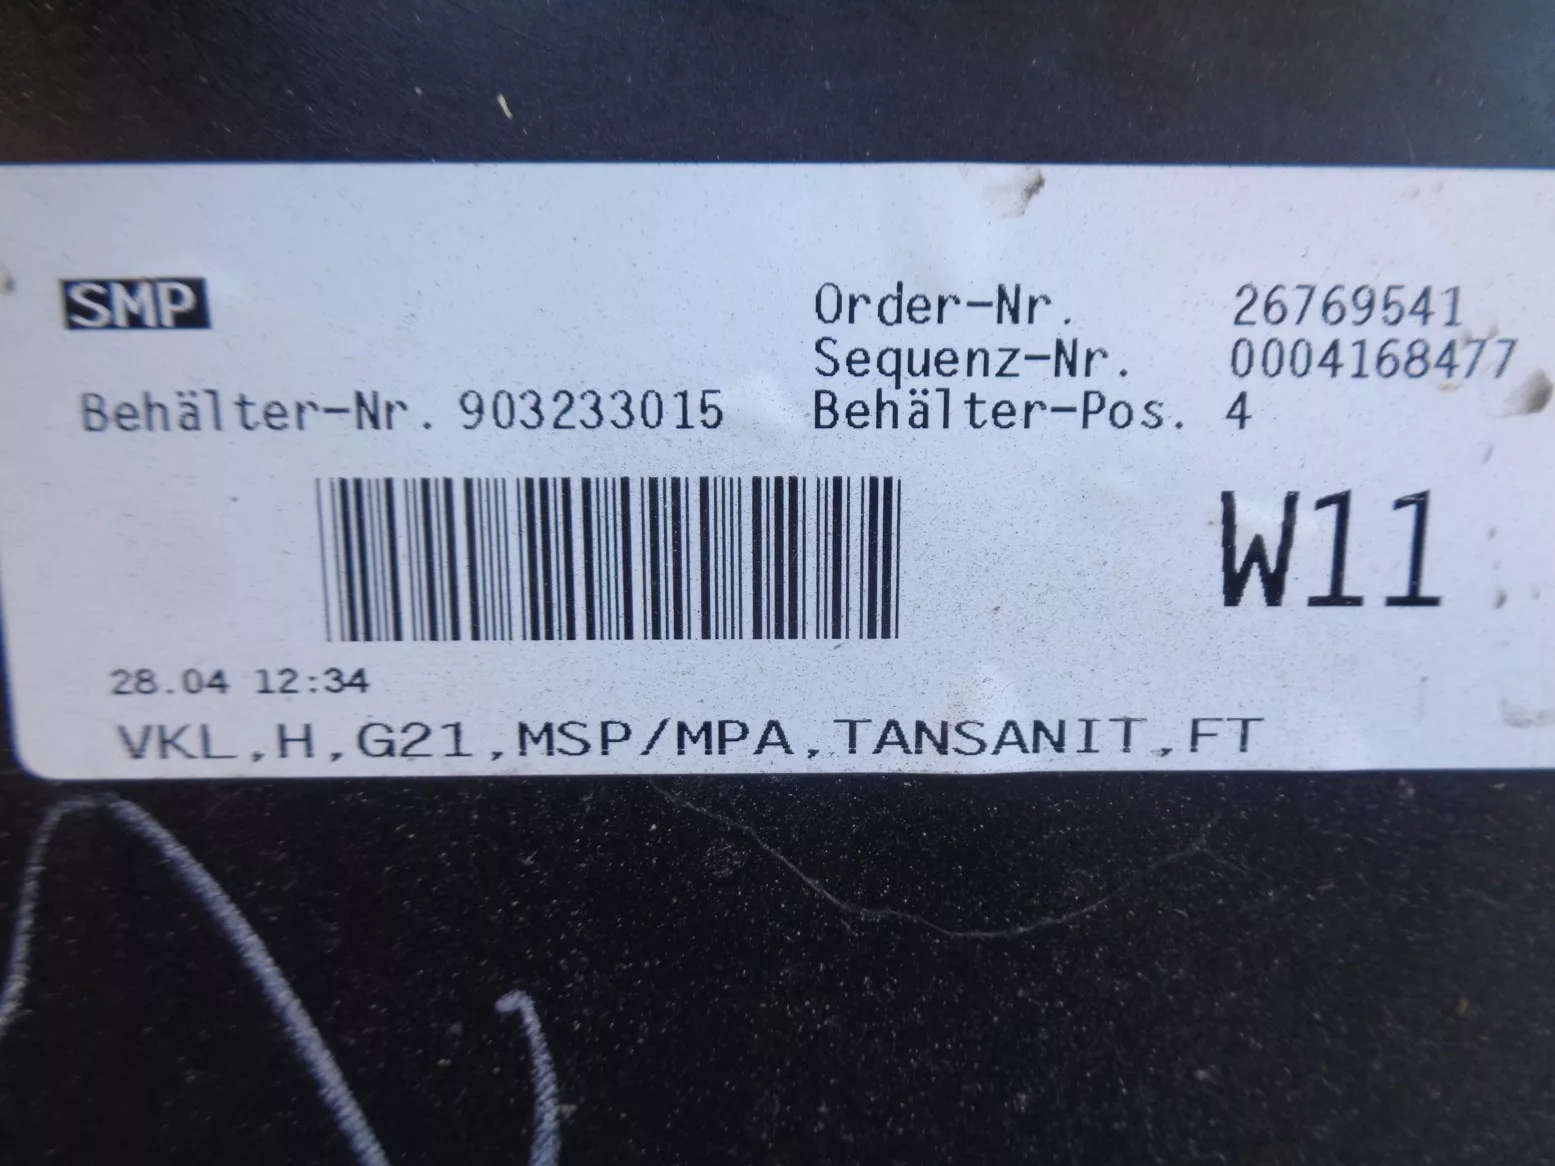 SMP
Order-Nr. 26769541
Sequenz-Nr. 0004168477
Behälter-Nr. 903233015 Behälter-Pos. 4
W11
28.04 12:34
VKL,H,G21,MSP/MPA,TANSANIT,FT